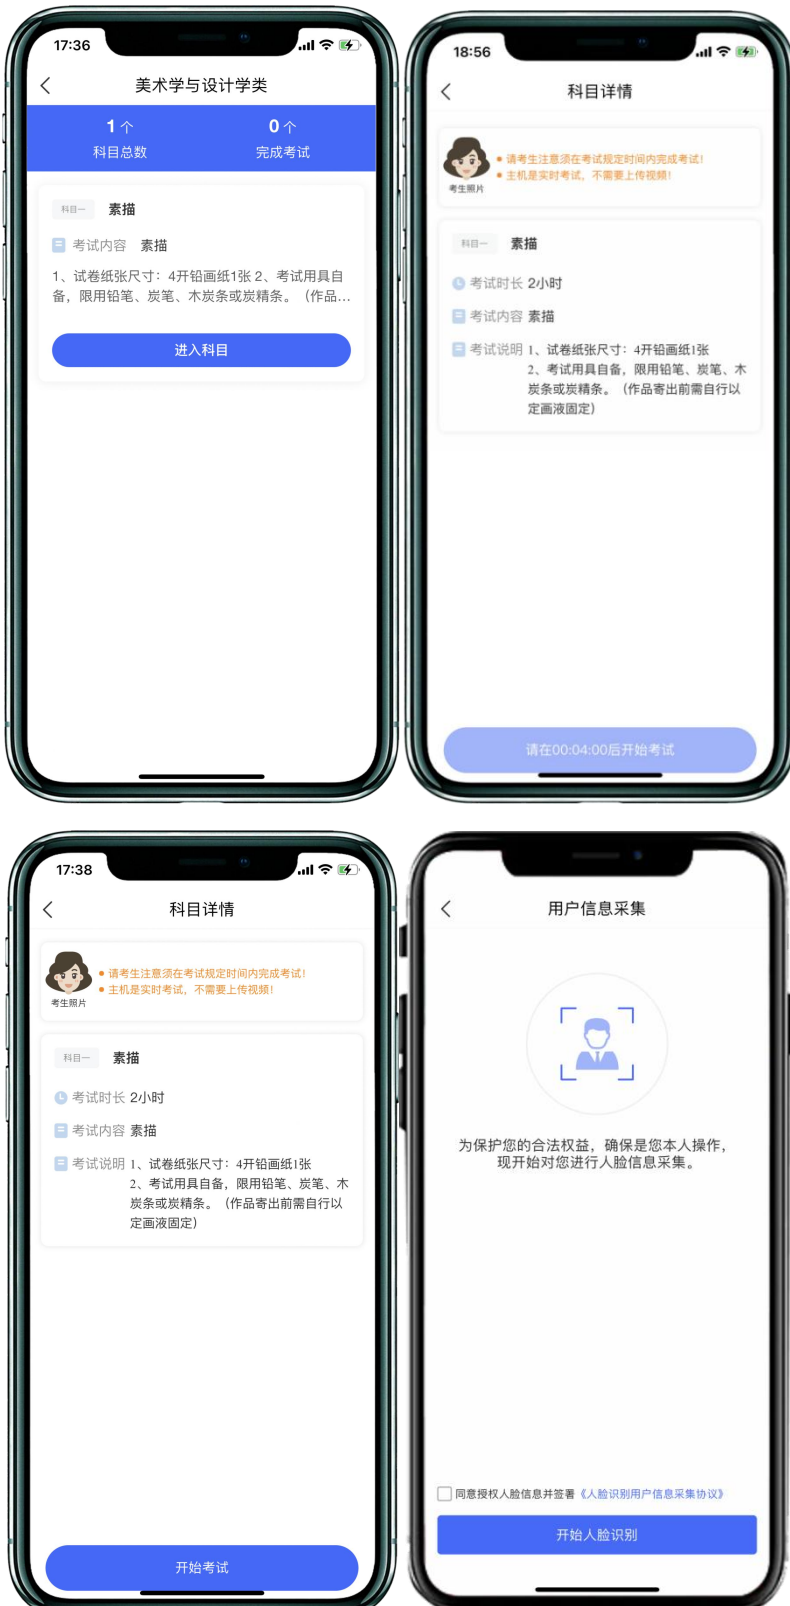 17:36
美术学与设计学类
1个
0个
科目总数
完成考试
科目一
素描
考试内容 素描
1、试卷纸张尺寸：4开铅画纸1张 2、考试用具自
备，限用铅笔、炭笔、木炭条或炭精条。（作品...
进入科目
18:56
科目详情
请考生注意须在考试规定时间内完成考试！
主机是实时考试，不需要上传视频！
考生照片
科目一
素描
考试时长 2小时
考试内容 素描
考试说明 1、试卷纸张尺寸：4开铅画纸1张
2、考试用具自备，限用铅笔、炭笔、木
炭条或炭精条。（作品寄出前需自行以
定画液固定）
请在00:04:00后开始考试
17:38
科目详情
请考生注意须在考试规定时间内完成考试！
主机是实时考试，不需要上传视频！
考生照片
科目一
素描
考试时长 2小时
考试内容 素描
考试说明 1、试卷纸张尺寸：4开铅画纸1张
2、考试用具自备，限用铅笔、炭笔、木
炭条或炭精条。（作品寄出前需自行以
定画液固定）
开始考试
用户信息采集
为保护您的合法权益，确保是您本人操作，
现开始对您进行人脸信息采集。
同意授权人脸信息并签署《人脸识别用户信息采集协议》
开始人脸识别